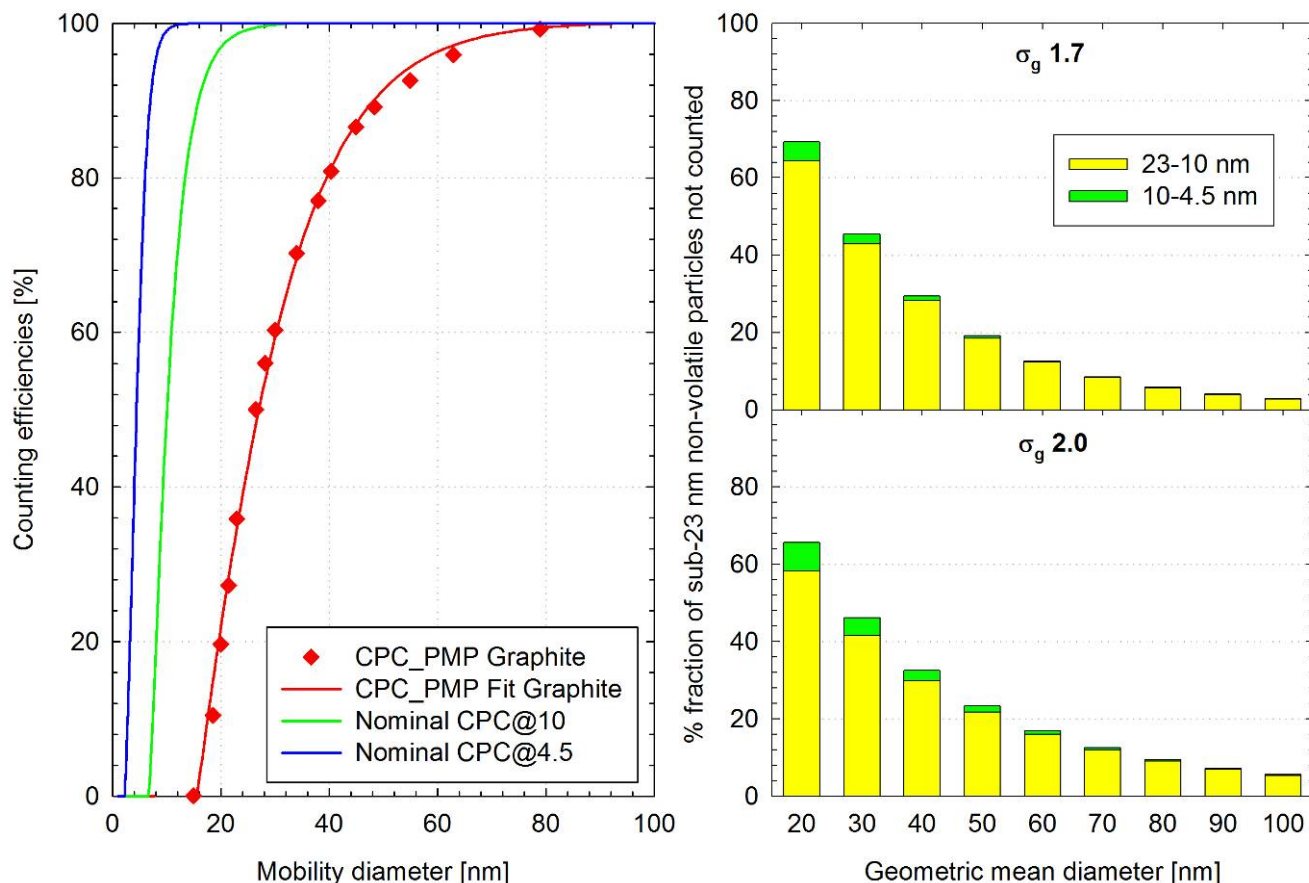 Counting efficiencies [%]
100
80
60
40
20
0
CPC_PMP Graphite
CPC_PMP Fit Graphite
Nominal CPC@10
Nominal CPC@4.5
0 20 40 60 80 100
Mobility diameter [nm]
% fraction of sub-23 nm non-volatile particles not counted
100
80
60
40
20
0
σg 1.7
23-10 nm
10-4.5 nm
σg 2.0
80
60
40
20
0
20 30 40 50 60 70 80 90 100
Geometric mean diameter [nm]